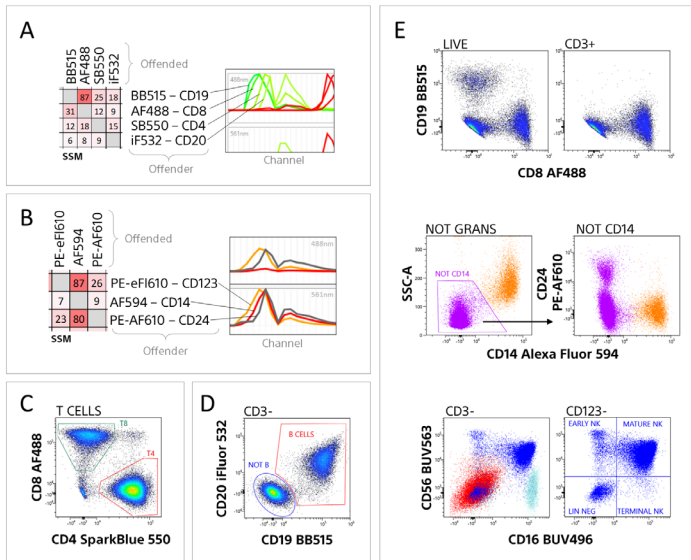 A
BB515
AF488
SB550
iF532
Offended
87 25 18
31 12 9
12 18 15
6 8 9
SSM
BB515 – CD19
AF488 – CD8
SB550 – CD4
iF532 – CD20
Offender
488nm
561nm
Channel
B
PE-eFl610
AF594
PE-AF610
Offended
87 26
7 9
23 80
SSM
PE-eFl610 – CD123
AF594 – CD14
PE-AF610 – CD24
Offender
488nm
561nm
Channel
C
T CELLS
T8
T4
CD8 AF488
CD4 SparkBlue 550
D
CD3-
B CELLS
NOT B
CD20 iFluor 532
CD19 BB515
E
LIVE
CD3+
CD19 BB515
CD8 AF488
NOT GRANS
NOT CD14
SSC-A
300
200
100
0
NOT CD14
CD24
PE-AF610
CD14 Alexa Fluor 594
CD3-
CD123-
EARLY NK
MATURE NK
LIN NEG
TERMINAL NK
CD56 BUV563
CD16 BUV496